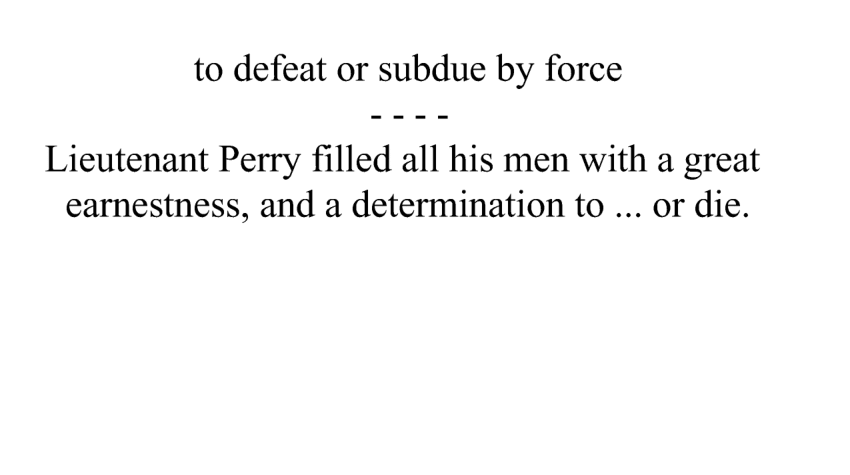 to defeat or subdue by force
- - - -
Lieutenant Perry filled all his men with a great
earnestness, and a determination to ... or die.